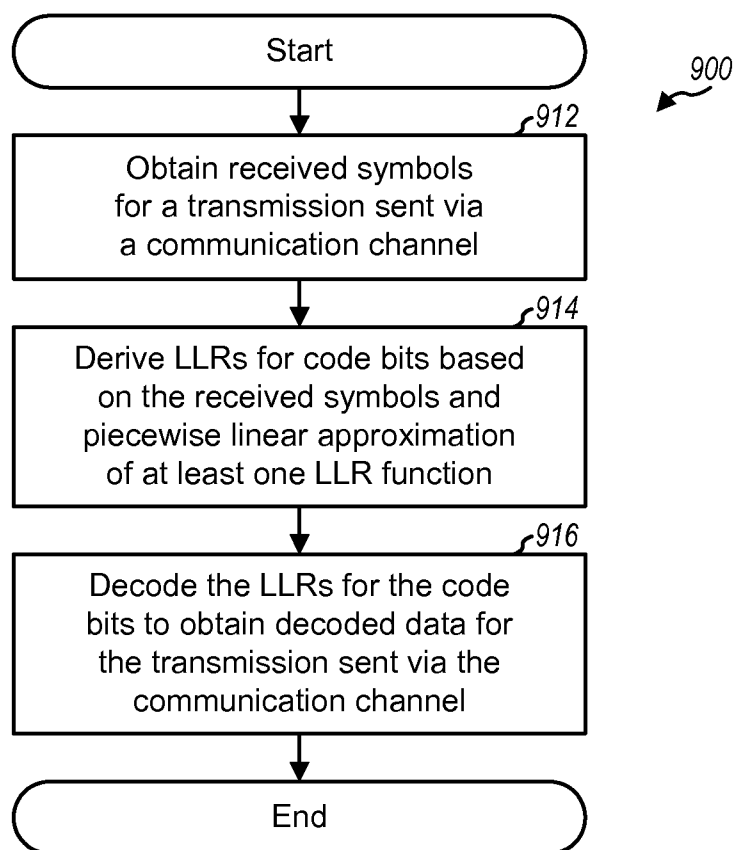 Start
900
912
Obtain received symbols
for a transmission sent via
a communication channel
914
Derive LLRs for code bits based
on the received symbols and
piecewise linear approximation
of at least one LLR function
916
Decode the LLRs for the code
bits to obtain decoded data for
the transmission sent via the
communication channel
End